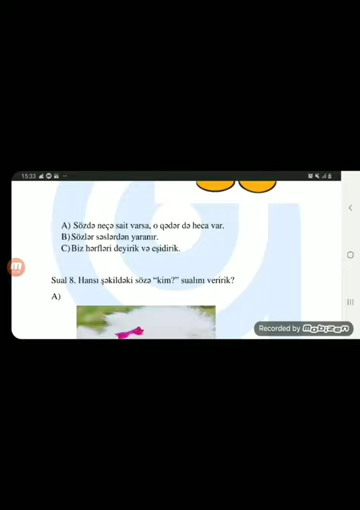 15:33
A) Sözdə neçə sait varsa, o qədər də heca var.
B) Sözlər səslərdən yaranır.
C) Biz hərfləri deyirik və eşidirik.
Sual 8. Hansı şəkildəki sözə “kim?” sualını veririk?
A)
Recorded by
mobizen